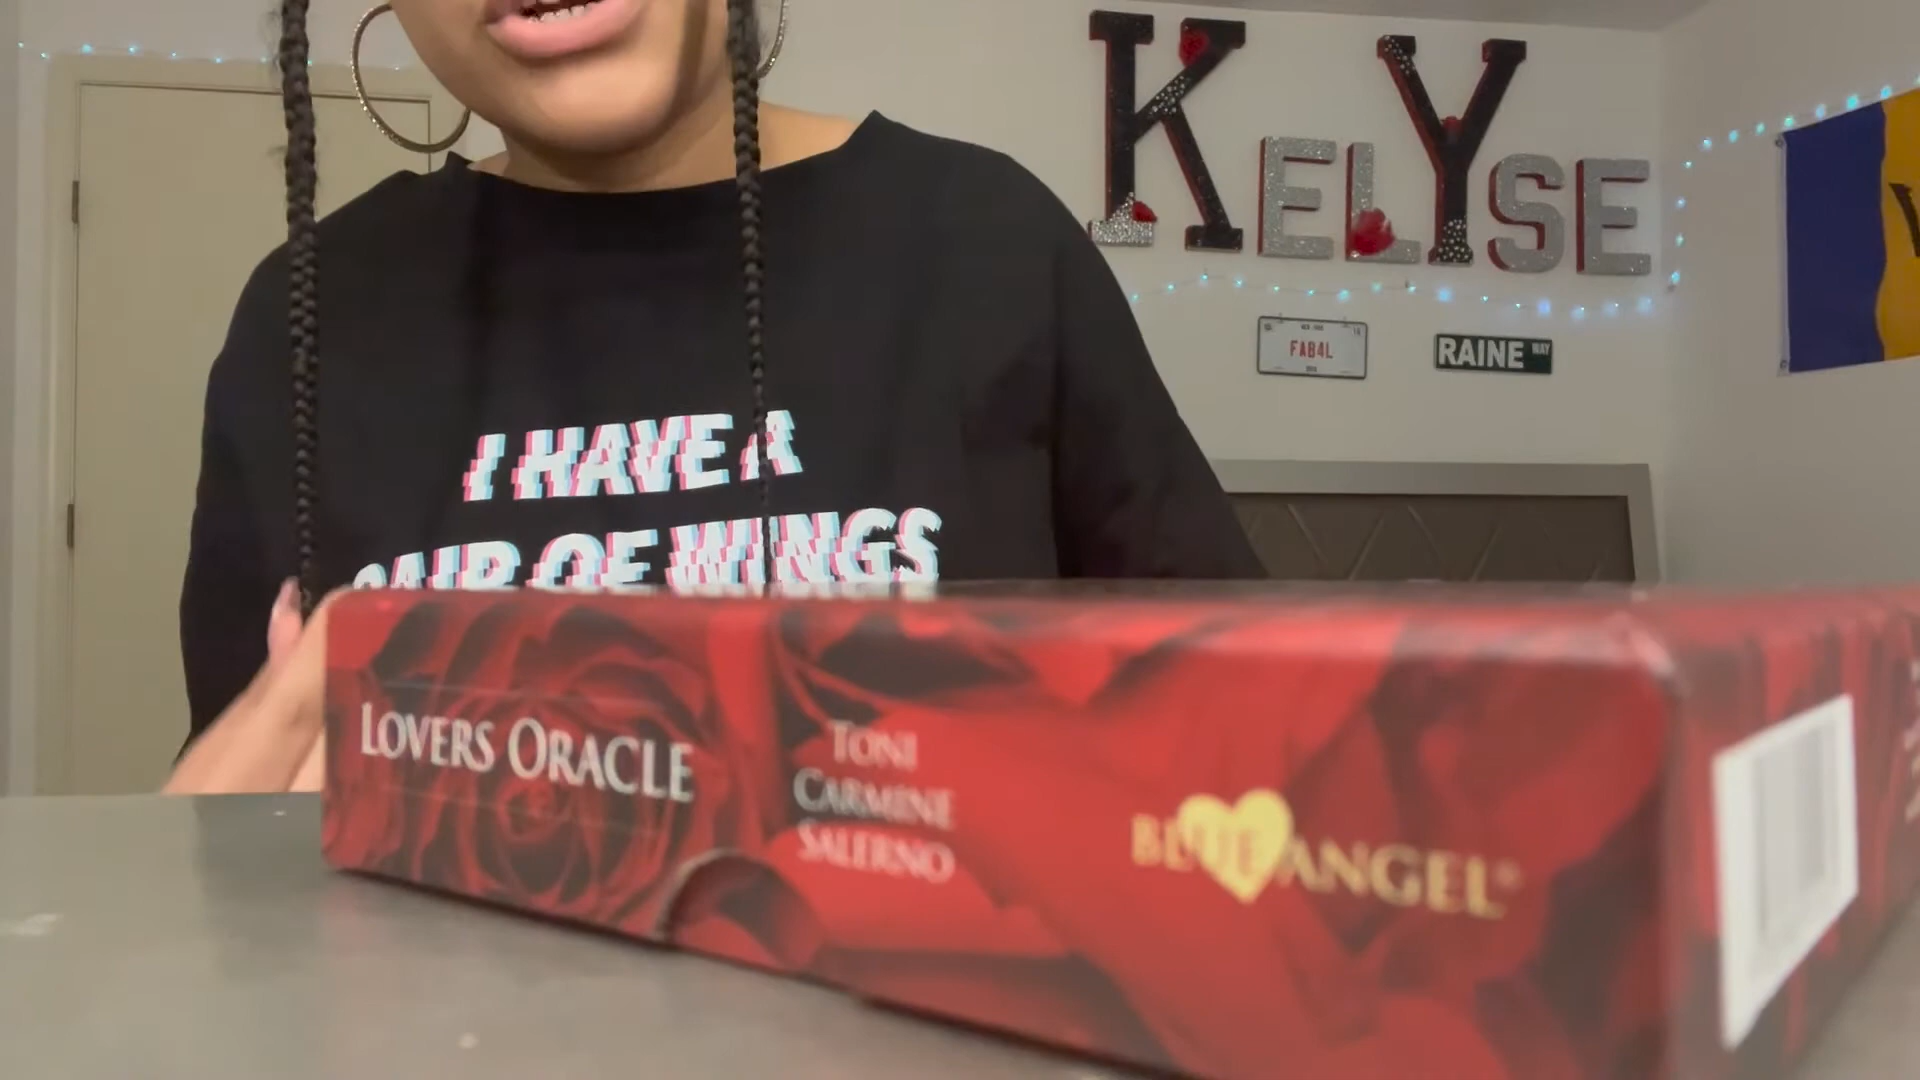 KELYSE
FAB4L
RAINE WAY
I HAVE A
PAIR OF WINGS
LOVERS ORACLE
TONI
CARMINE
SALERNO
BLUE ANGEL®